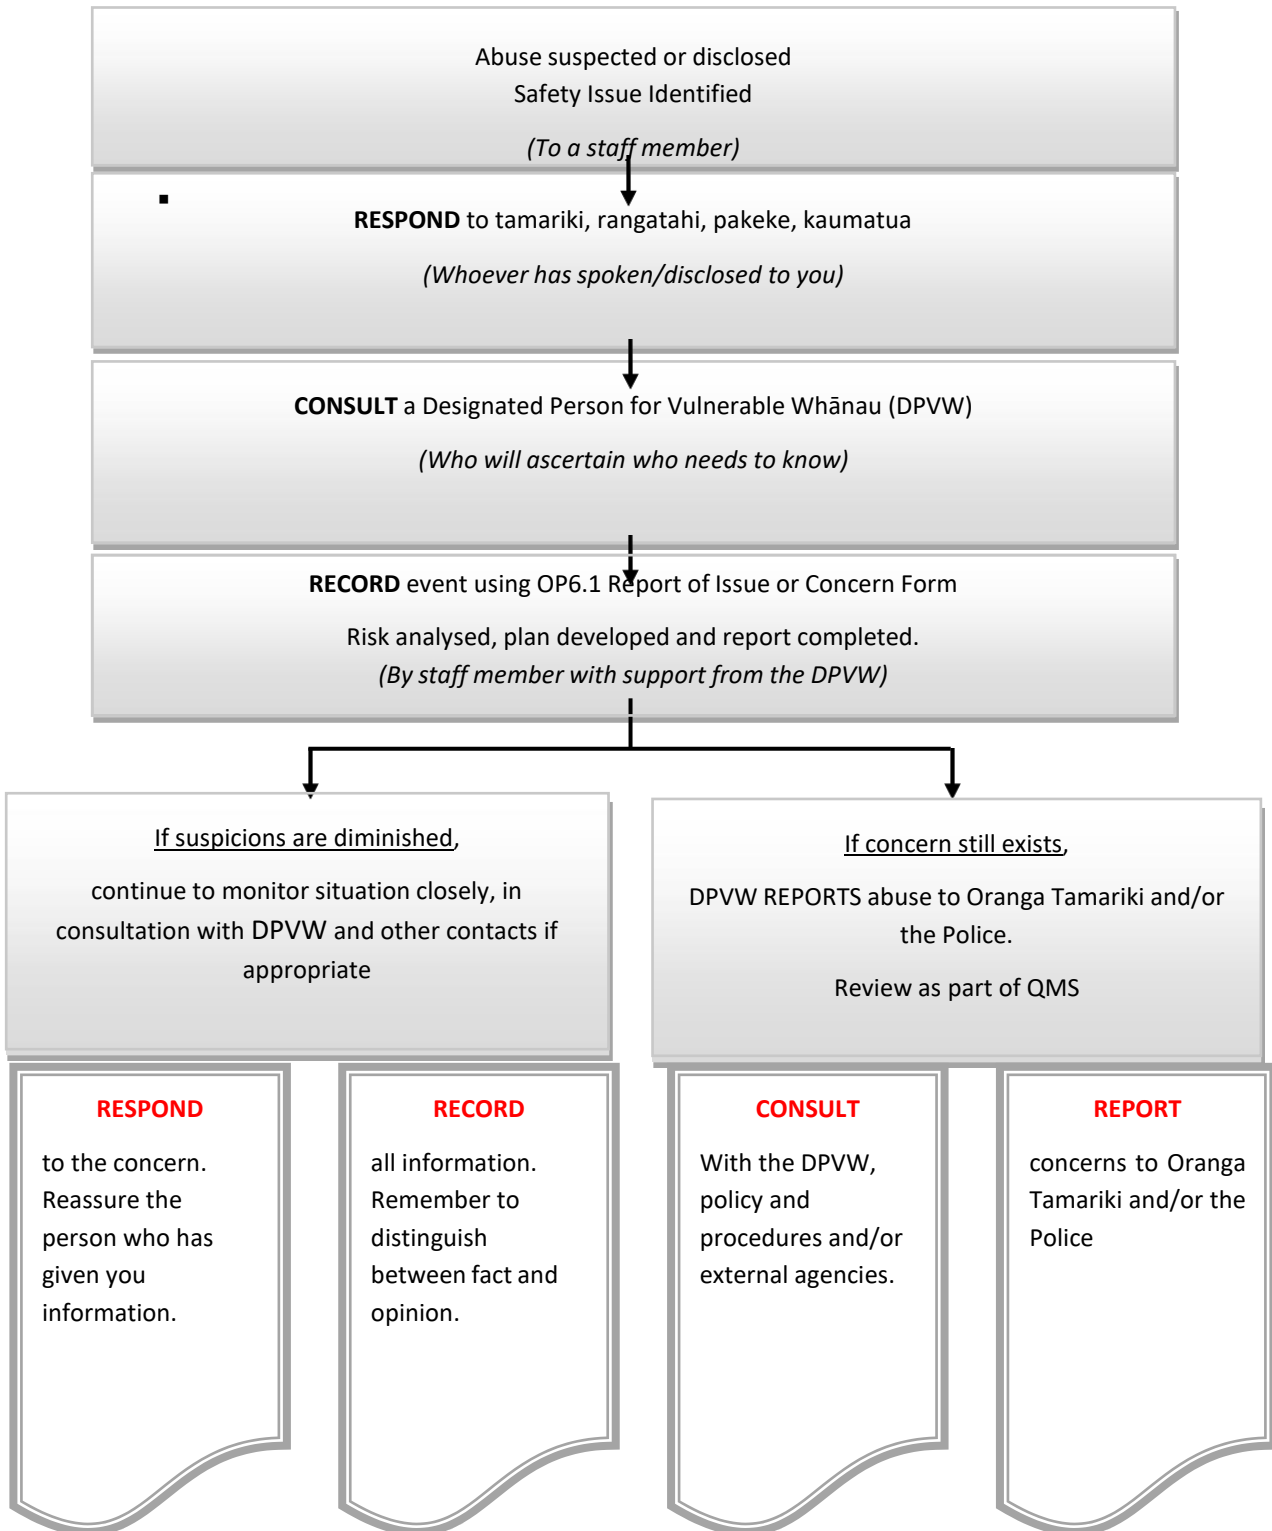 Abuse suspected or disclosed
Safety Issue Identified
(To a staff member)
RESPOND to tamariki, rangatahi, pakeke, kaumatua
(Whoever has spoken/disclosed to you)
CONSULT a Designated Person for Vulnerable Whānau (DPVW)
(Who will ascertain who needs to know)
RECORD event using OP6.1 Report of Issue or Concern Form
Risk analysed, plan developed and report completed.
(By staff member with support from the DPVW)
If suspicions are diminished,
continue to monitor situation closely, in
consultation with DPVW and other contacts if
appropriate
If concern still exists,
DPVW REPORTS abuse to Oranga Tamariki and/or
the Police.
Review as part of QMS
RESPOND
to the concern.
Reassure the
person who has
given you
information.
RECORD
all information.
Remember to
distinguish
between fact and
opinion.
CONSULT
With the DPVW,
policy and
procedures and/or
external agencies.
REPORT
concerns to Oranga
Tamariki and/or the
Police